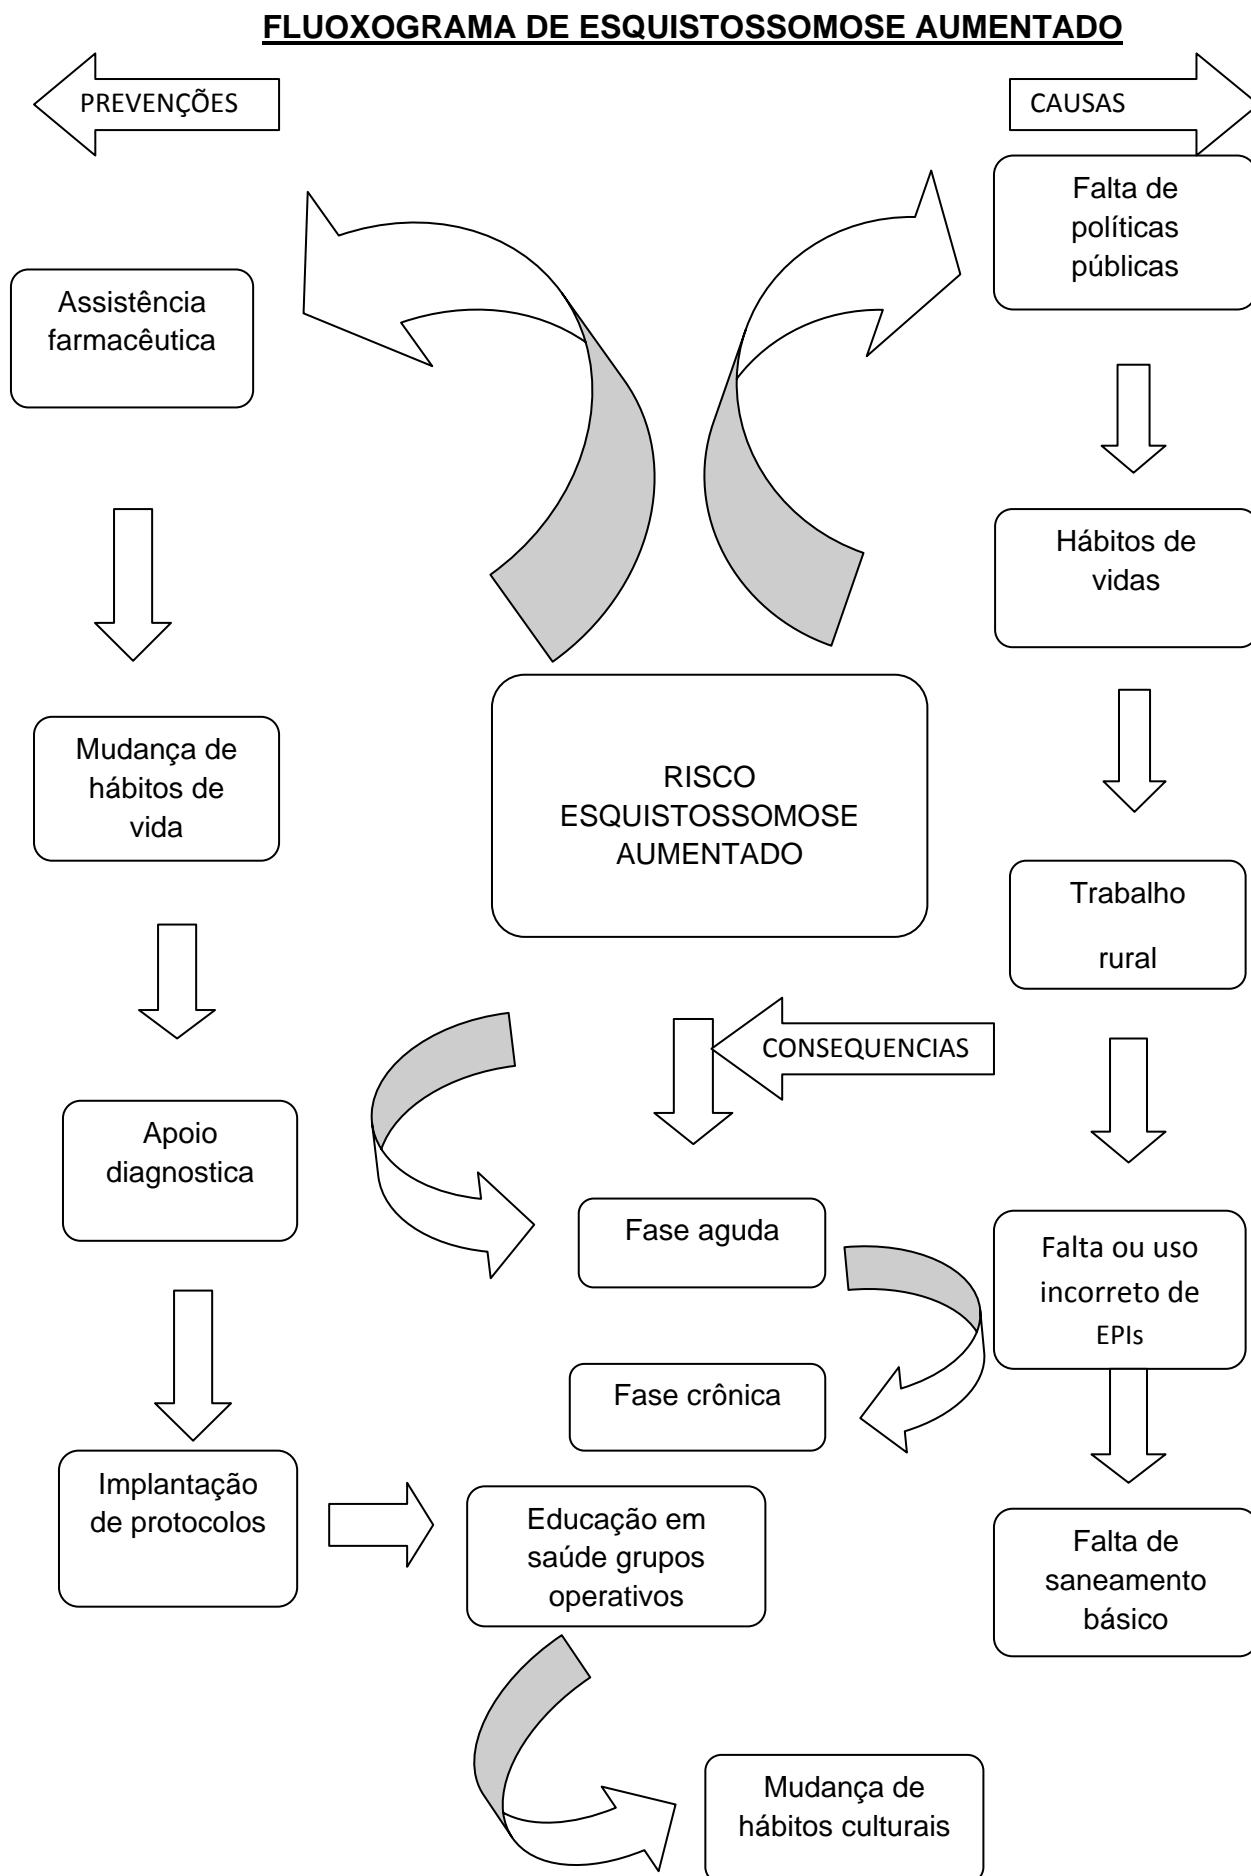 FLUOXOGRAMA DE ESQUISTOSSOMOSE AUMENTADO
PREVENÇÕES
CAUSAS
Falta de
políticas
públicas
Assistência
farmacêutica
Hábitos de
vidas
Mudança de
hábitos de
vida
RISCO
ESQUISTOSSOMOSE
AUMENTADO
Trabalho
rural
CONSEQUENCIAS
Apoio
diagnostica
Fase aguda
Falta ou uso
incorreto de
EPIs
Fase crônica
Implantação
de protocolos
Educação em
saúde grupos
operativos
Falta de
saneamento
básico
Mudança de
hábitos culturais